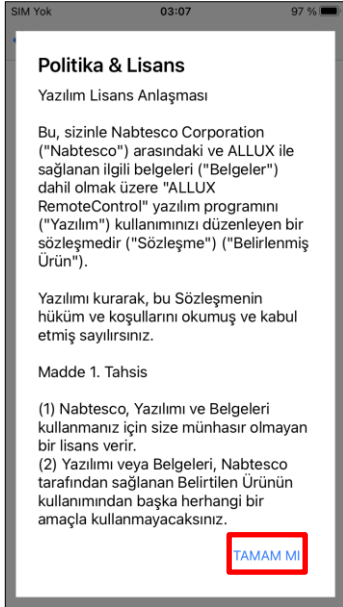 SIM Yok 03:07 97 %
Politika & Lisans
Yazılım Lisans Anlaşması
Bu, sizinle Nabtesco Corporation
("Nabtesco") arasındaki ve ALLUX ile
sağlanan ilgili belgeleri ("Belgeler")
dahil olmak üzere "ALLUX
RemoteControl" yazılım programını
("Yazılım") kullanımınızı düzenleyen bir
sözleşmedir ("Sözleşme") ("Belirlenmiş
Ürün").
Yazılımı kurarak, bu Sözleşmenin
hüküm ve koşullarını okumuş ve kabul
etmiş sayılırsınız.
Madde 1. Tahsis
(1) Nabtesco, Yazılımı ve Belgeleri
kullanmanız için size münhasır olmayan
bir lisans verir.
(2) Yazılımı veya Belgeleri, Nabtesco
tarafından sağlanan Belirtilen Ürünün
kullanımından başka herhangi bir
amaçla kullanmayacaksınız.
TAMAM MI